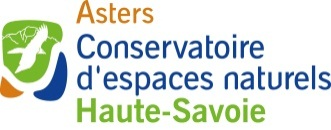 Asters
Conservatoire
d'espaces naturels
Haute-Savoie